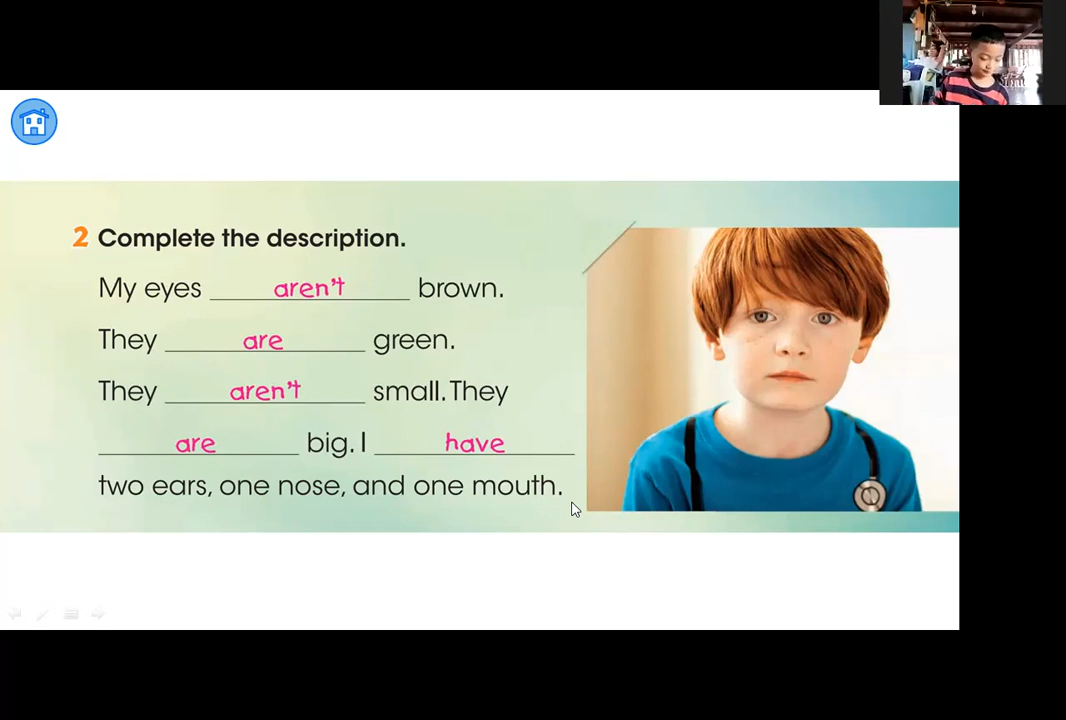 2 Complete the description.
My eyes aren't brown.
They are green.
They aren't small. They
are big. I have
two ears, one nose, and one mouth.